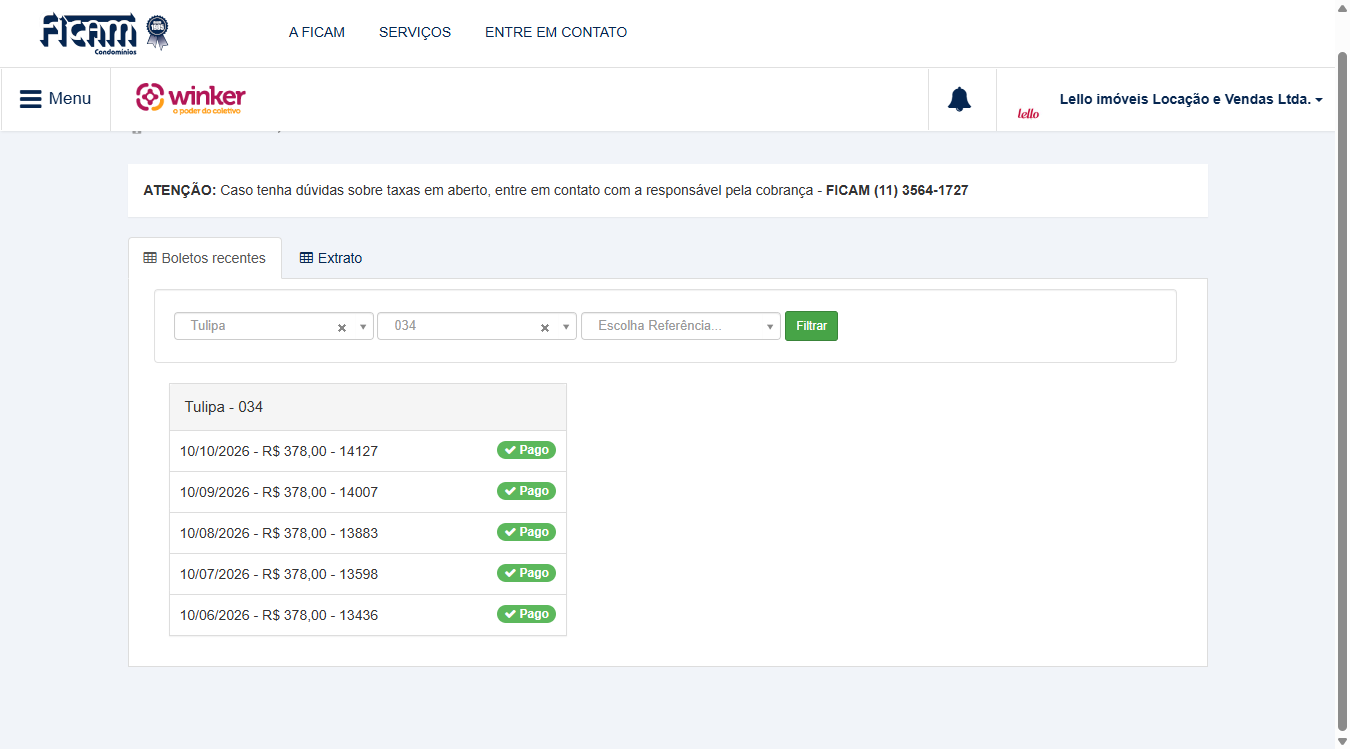 FICAM
Condomínios
1985
A FICAM
SERVIÇOS
ENTRE EM CONTATO
Menu
winker
o poder do coletivo
lello
Lello imóveis Locação e Vendas Ltda.
ATENÇÃO: Caso tenha dúvidas sobre taxas em aberto, entre em contato com a responsável pela cobrança - FICAM (11) 3564-1727
Boletos recentes
Extrato
Tulipa
034
Escolha Referência...
Filtrar
Tulipa - 034
10/10/2026 - R$ 378,00 - 14127
Pago
10/09/2026 - R$ 378,00 - 14007
Pago
10/08/2026 - R$ 378,00 - 13883
Pago
10/07/2026 - R$ 378,00 - 13598
Pago
10/06/2026 - R$ 378,00 - 13436
Pago